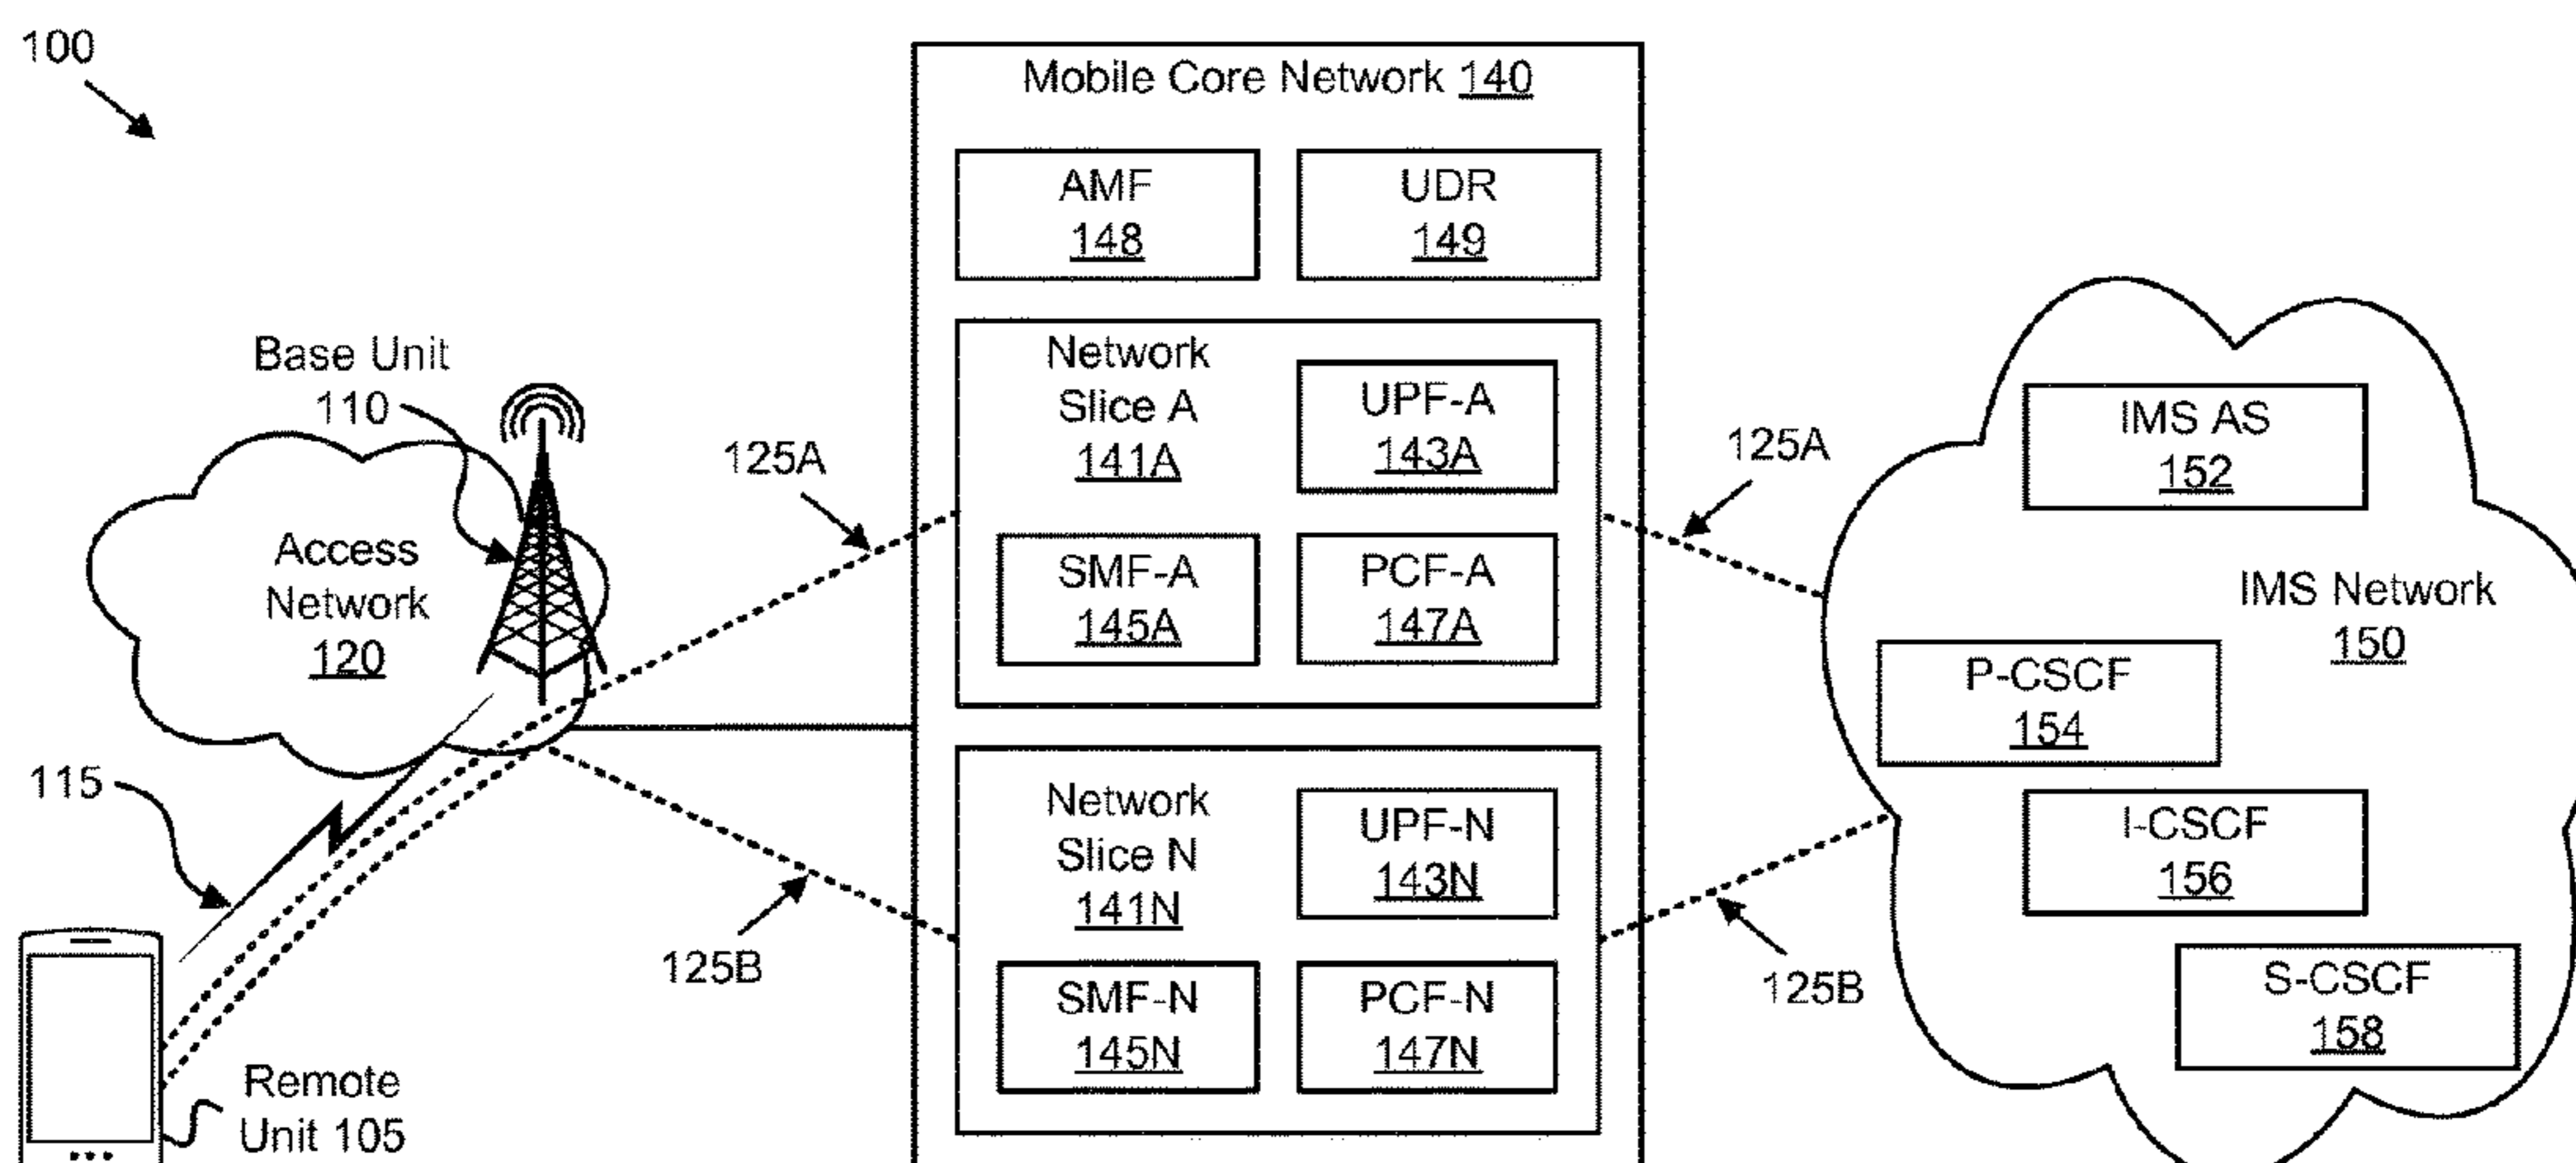 100
Mobile Core Network 140
AMF
148
UDR
149
Base Unit
110
Access
Network
120
125A
Network
Slice A
141A
UPF-A
143A
SMF-A
145A
PCF-A
147A
125A
IMS AS
152
IMS Network
150
P-CSCF
154
I-CSCF
156
S-CSCF
158
115
125B
Network
Slice N
141N
UPF-N
143N
SMF-N
145N
PCF-N
147N
125B
Remote
Unit 105